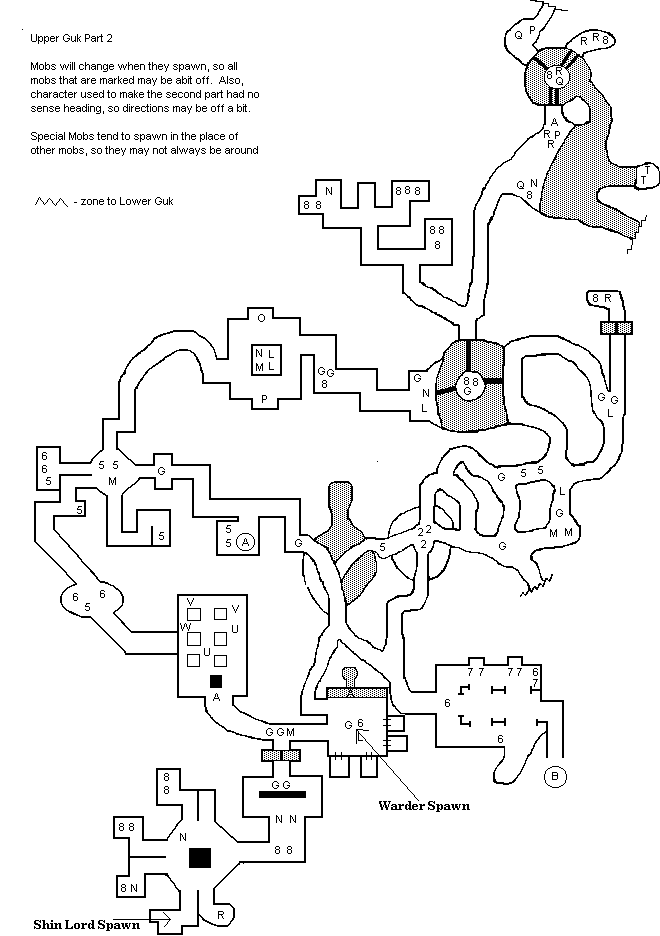 Upper Guk Part 2
Mobs will change when they spawn, so all
mobs that are marked may be abit off. Also,
character used to make the second part had no
sense heading, so directions may be off a bit.
Special Mobs tend to spawn in the place of
other mobs, so they may not always be around
- zone to Lower Guk
Q P
R R 8
8 R
Q
A
R P
R
T
T
Q N
8
N
8 8 8
8 8
8 8
8
8 R
O
N L
M L
P
G G
8
G
N
L
8 8
G
G G
L
6
6
5
5 5
M
G
5
5
5
5 A
G
5
2 2
2
G 5 5
L
G
M M
G
6 6
5
V V
W U
U
A
A
G 6
L
G G M
7 7 7 7 6
7
6
6
B
Warder Spawn
G G
N N
8 8
8
8
8 8
N
8 N
R
Shin Lord Spawn